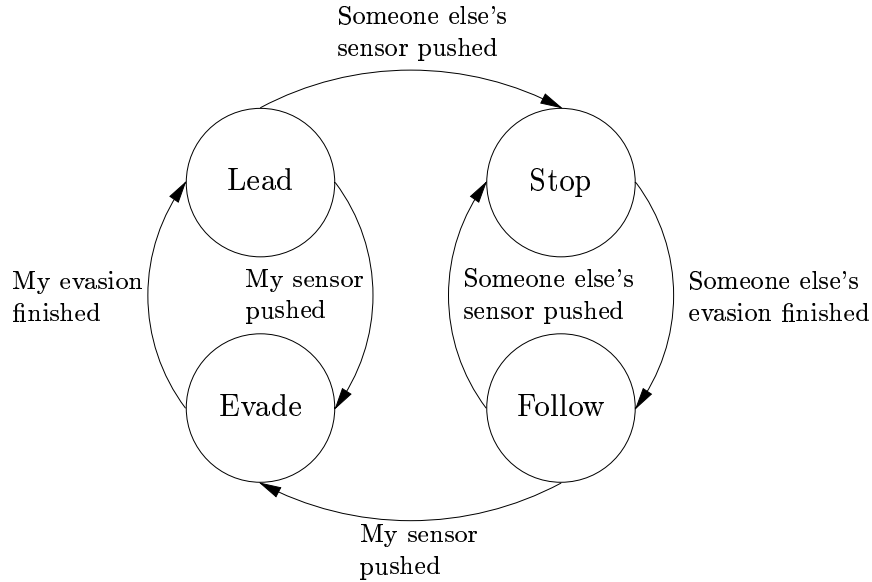 Someone else's
sensor pushed
Lead
Stop
My evasion
finished
My sensor
pushed
Someone else's
sensor pushed
Someone else's
evasion finished
Evade
Follow
My sensor
pushed